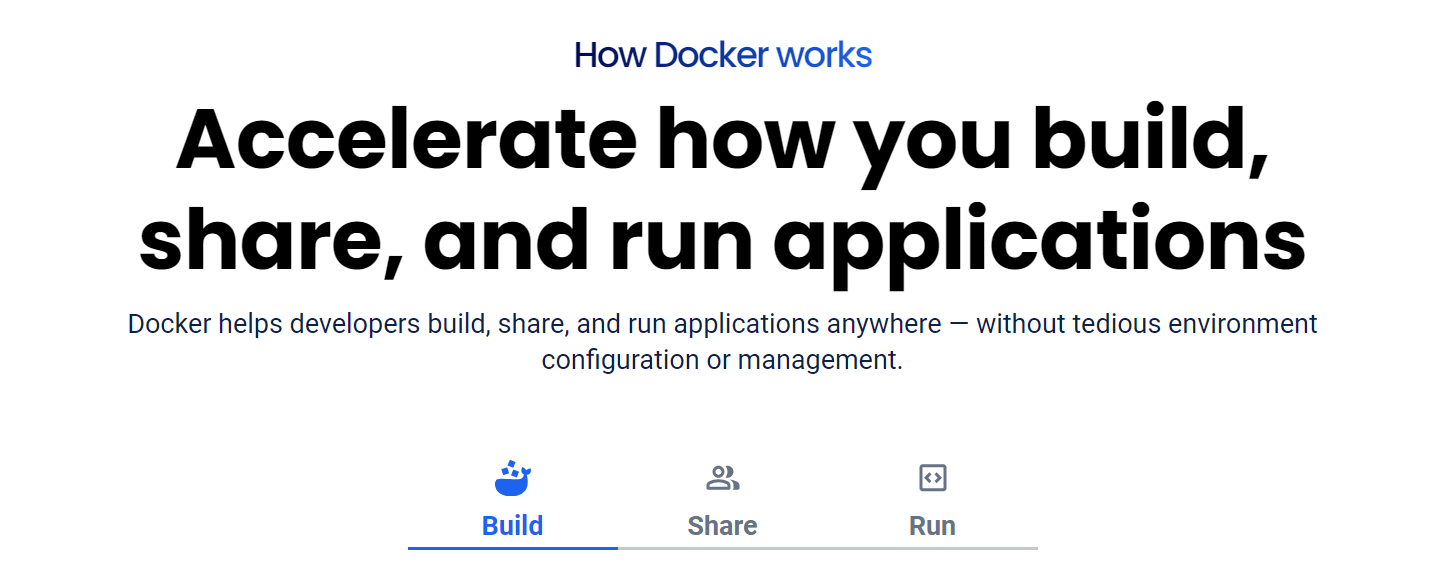 How Docker works
Accelerate how you build,
share, and run applications
Docker helps developers build, share, and run applications anywhere — without tedious environment
configuration or management.
Build
Share
Run